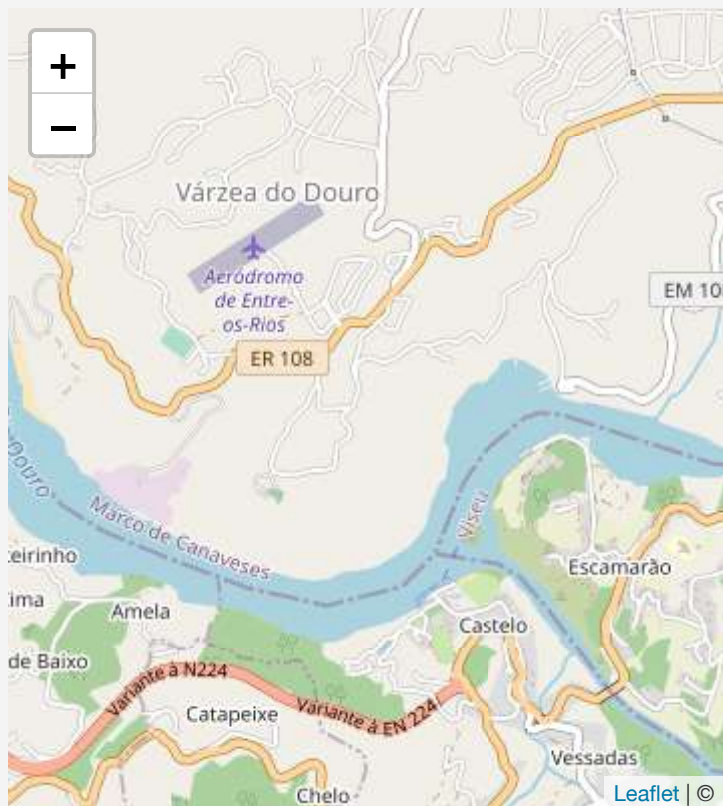 +
−
Várzea do Douro
Aeródromo
de Entre-
os-Rios
EM 10
ER 108
Marco de Canaveses
Viseu
eirinho
Escamarão
ima
Amela
Castelo
de Baixo
Variante à N224
Variante à EN 224
Catapeixe
Vessadas
Chelo
Leaflet | ©